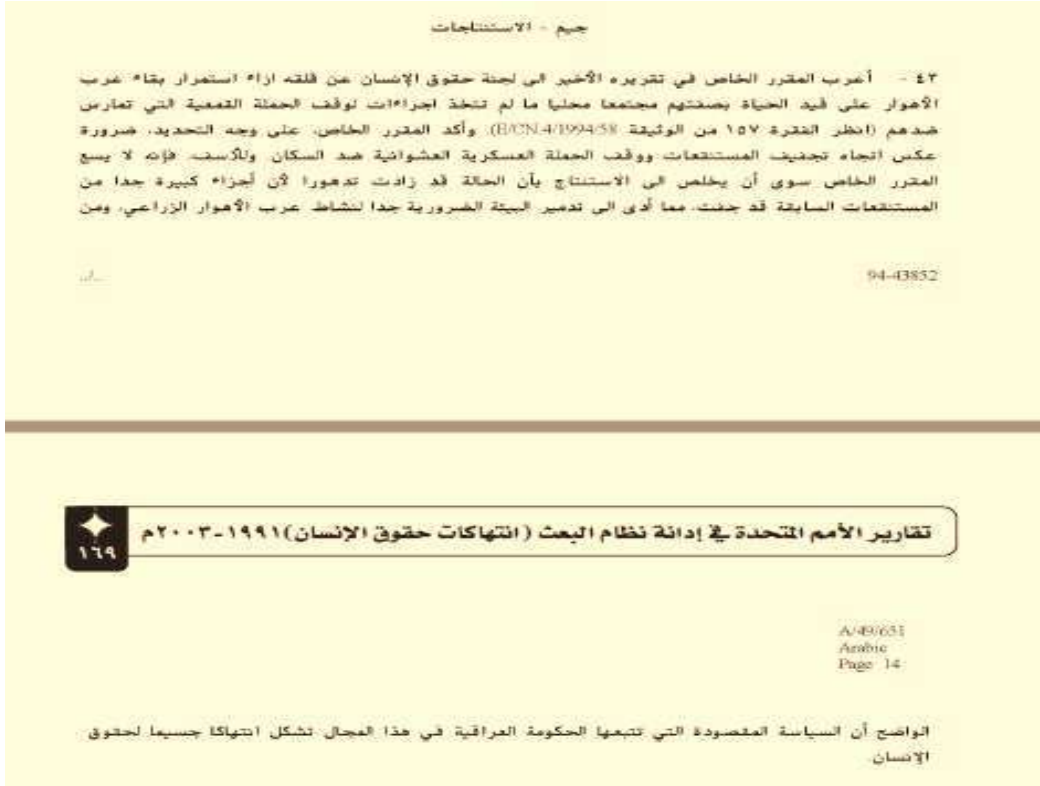 جيم - الاستنتاجات
٤٣ - أعرب المقرر الخاص في تقريره الأخير الى لجنة حقوق الإنسان عن قلقه ازاء استمرار بقاء عرب
الأهوار على قيد الحياة بصفتهم مجتمعا محليا ما لم تتخذ اجراءات لوقف الحملة القمعية التي تمارس
ضدهم (انظر الفقرة ١٥٧ من الوثيقة E/CN.4/1994/58). وأكد المقرر الخاص، على وجه التحديد، ضرورة
عكس اتجاه تجفيف المستنقعات ووقف الحملة العسكرية العشوائية ضد السكان وللأسف، فإنه لا يسع
المقرر الخاص سوى أن يخلص الى الاستنتاج بأن الحالة قد زادت تدهورا لأن أجزاء كبيرة جدا من
المستنقعات السابقة قد جفت، مما أدى الى تدمير البيئة الضرورية جدا لنشاط عرب الأهوار الزراعي. ومن
94-43852
../...
تقارير الأمم المتحدة في إدانة نظام البعث (انتهاكات حقوق الإنسان) ١٩٩١-٢٠٠٣م
١٦٩
A/49/651
Arabic
Page 14
الواضح أن السياسة المقصودة التي تتبعها الحكومة العراقية في هذا المجال تشكل انتهاكا جسيما لحقوق
الإنسان.